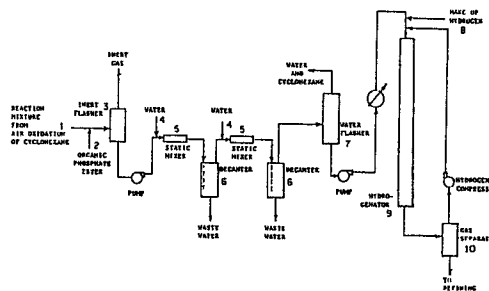 INERT
GAS
3
INERT
FLASHER
REACTION
MIXTURE
FROM
AIR OXIDATION
OF CYCLOHEXANE
1
2
ORGANIC
PHOSPHATE
ESTER
PUMP
WATER
4
5
STATIC
MIXER
DECANTER
6
WASTE
WATER
WATER
4
5
STATIC
MIXER
DECANTER
6
WASTE
WATER
WATER
AND
CYCLOHEXANE
WATER
FLASHER
7
PUMP
MAKE UP
HYDROGEN
8
HYDRO-
GENATOR
9
HYDROGEN
COMPRESS
GAS
SEPARAT
10
TO
REFINING